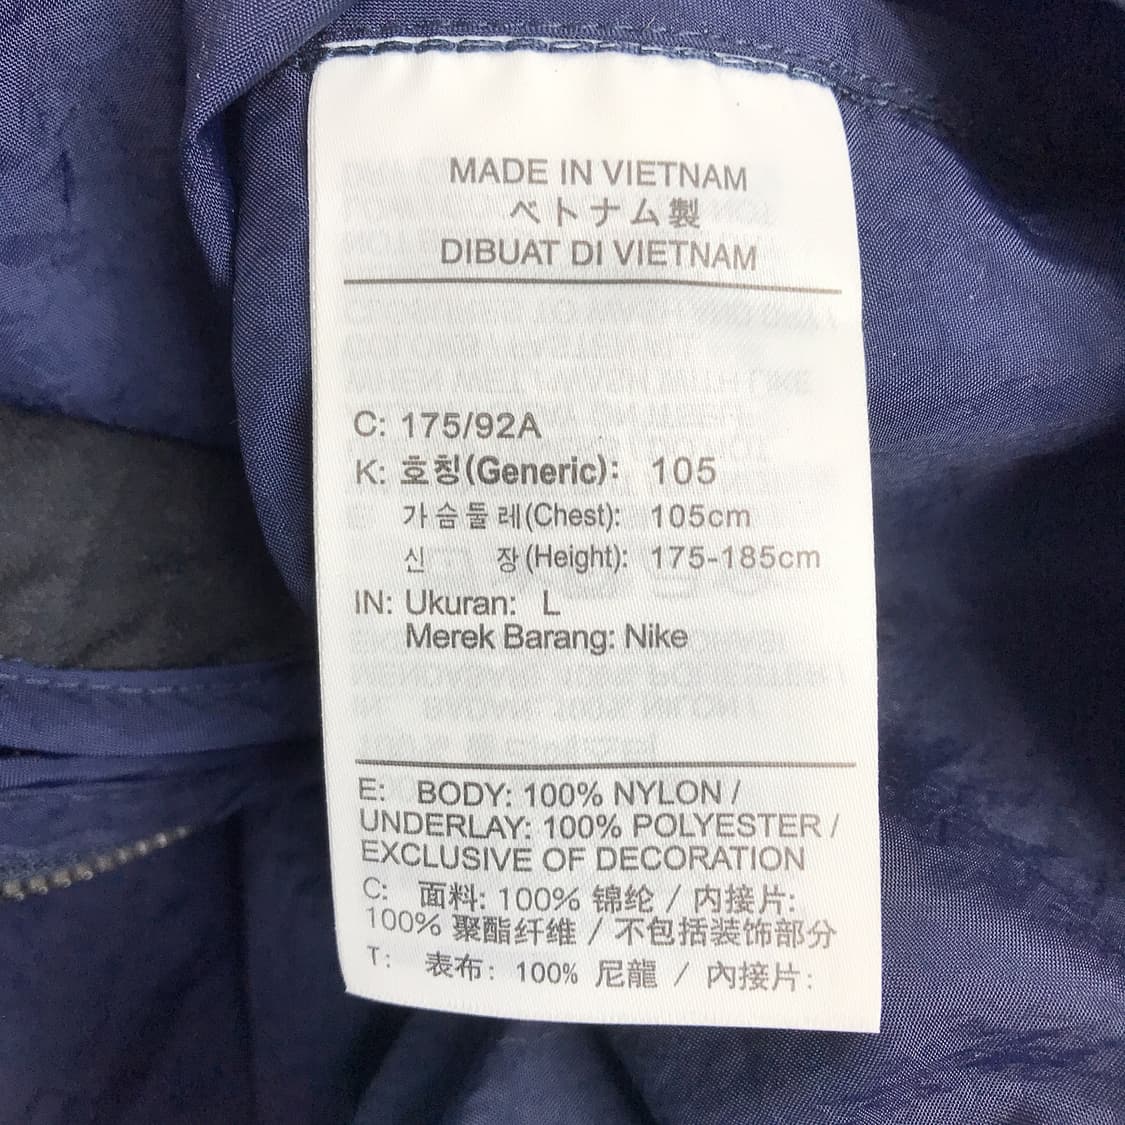 MADE IN VIETNAM
ベトナム製
DIBUAT DI VIETNAM
C: 175/92A
K: 호칭(Generic): 105
가슴둘레(Chest): 105cm
신 장(Height): 175-185cm
IN: Ukuran: L
Merek Barang: Nike
E: BODY: 100% NYLON /
UNDERLAY: 100% POLYESTER /
EXCLUSIVE OF DECORATION
C: 面料: 100% 锦纶 / 内接片:
100% 聚酯纤维 / 不包括装饰部分
T: 表布: 100% 尼龍 / 內接片: